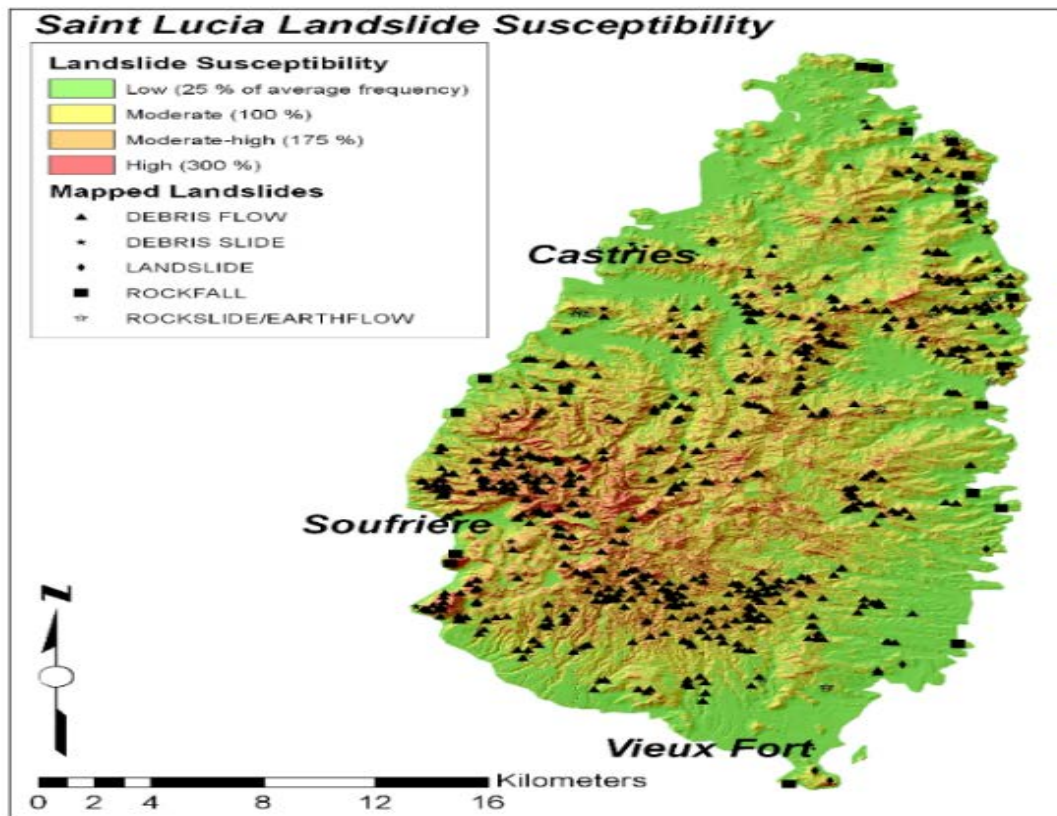 Saint Lucia Landslide Susceptibility
Landslide Susceptibility
Low (25 % of average frequency)
Moderate (100 %)
Moderate-high (175 %)
High (300 %)
Mapped Landslides
DEBRIS FLOW
DEBRIS SLIDE
LANDSLIDE
ROCKFALL
ROCKSLIDE/EARTHFLOW
Castries
Soufriere
N
Vieux Fort
Kilometers
0 2 4 8 12 16